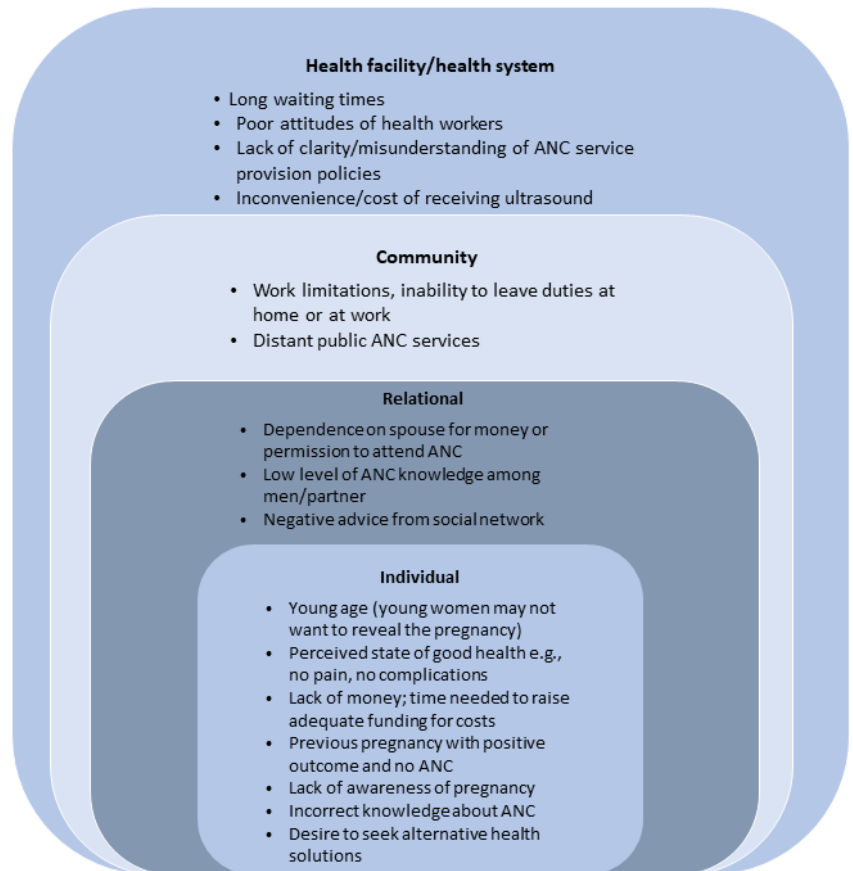 Health facility/health system
• Long waiting times
• Poor attitudes of health workers
• Lack of clarity/misunderstanding of ANC service
provision policies
• Inconvenience/cost of receiving ultrasound
Community
• Work limitations, inability to leave duties at
home or at work
• Distant public ANC services
Relational
• Dependence on spouse for money or
permission to attend ANC
• Low level of ANC knowledge among
men/partner
• Negative advice from social network
Individual
• Young age (young women may not
want to reveal the pregnancy)
• Perceived state of good health e.g.,
no pain, no complications
• Lack of money; time needed to raise
adequate funding for costs
• Previous pregnancy with positive
outcome and no ANC
• Lack of awareness of pregnancy
• Incorrect knowledge about ANC
• Desire to seek alternative health
solutions